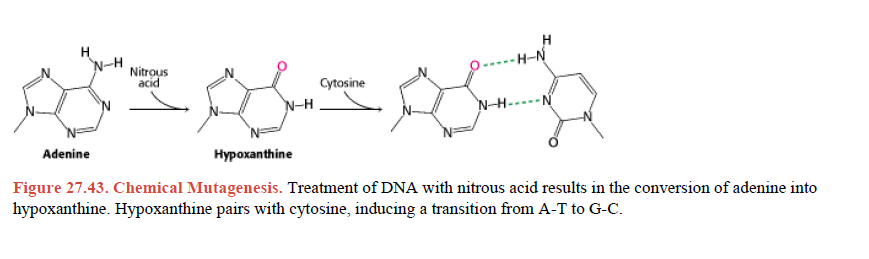 H
N-H
N
N
N
N
Adenine
Nitrous
acid
O
N
N-H
N
N
Hypoxanthine
Cytosine
O
N
N-H
N
N
H
H-N
N
N
O
Figure 27.43. Chemical Mutagenesis. Treatment of DNA with nitrous acid results in the conversion of adenine into
hypoxanthine. Hypoxanthine pairs with cytosine, inducing a transition from A-T to G-C.